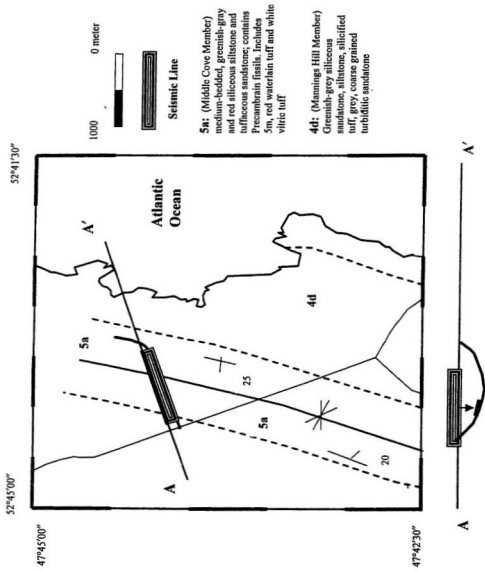 1000
0 meter
Seismic Line
5a: (Middle Cove Member)
medium-bedded, greenish-gray
and red siliceous siltstone and
tuffaceous sandstone; contains
Precambrain fissils. Includes
5m, red waterlain tuff and white
vitric tuff
4d: (Mannings Hill Member)
Greenish-grey siliceous
sandatone, siltstone, silicified
tuff, grey, coarse grained
turbiditic sandatone
52°45'00"
52°41'30"
47°45'00"
47°42'30"
Atlantic
Ocean
A
A'
5a
5a
4d
25
20
A
A'